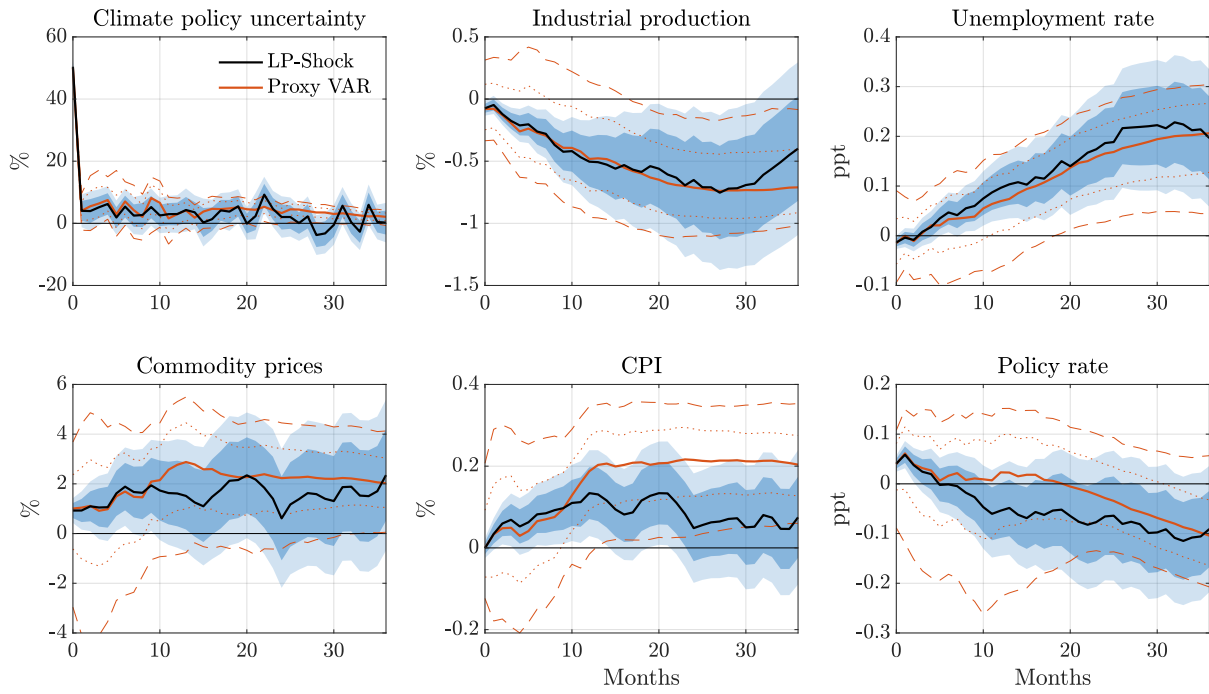 Climate policy uncertainty
60
40
20
0
-20
%
0 10 20 30
LP-Shock
Proxy VAR
Industrial production
0.5
0
-0.5
-1
-1.5
%
0 10 20 30
Unemployment rate
0.4
0.3
0.2
0.1
0
-0.1
ppt
0 10 20 30
Commodity prices
6
4
2
0
-2
-4
%
0 10 20 30
CPI
0.4
0.2
0
-0.2
%
0 10 20 30
Months
Policy rate
0.2
0.1
0
-0.1
-0.2
-0.3
ppt
0 10 20 30
Months